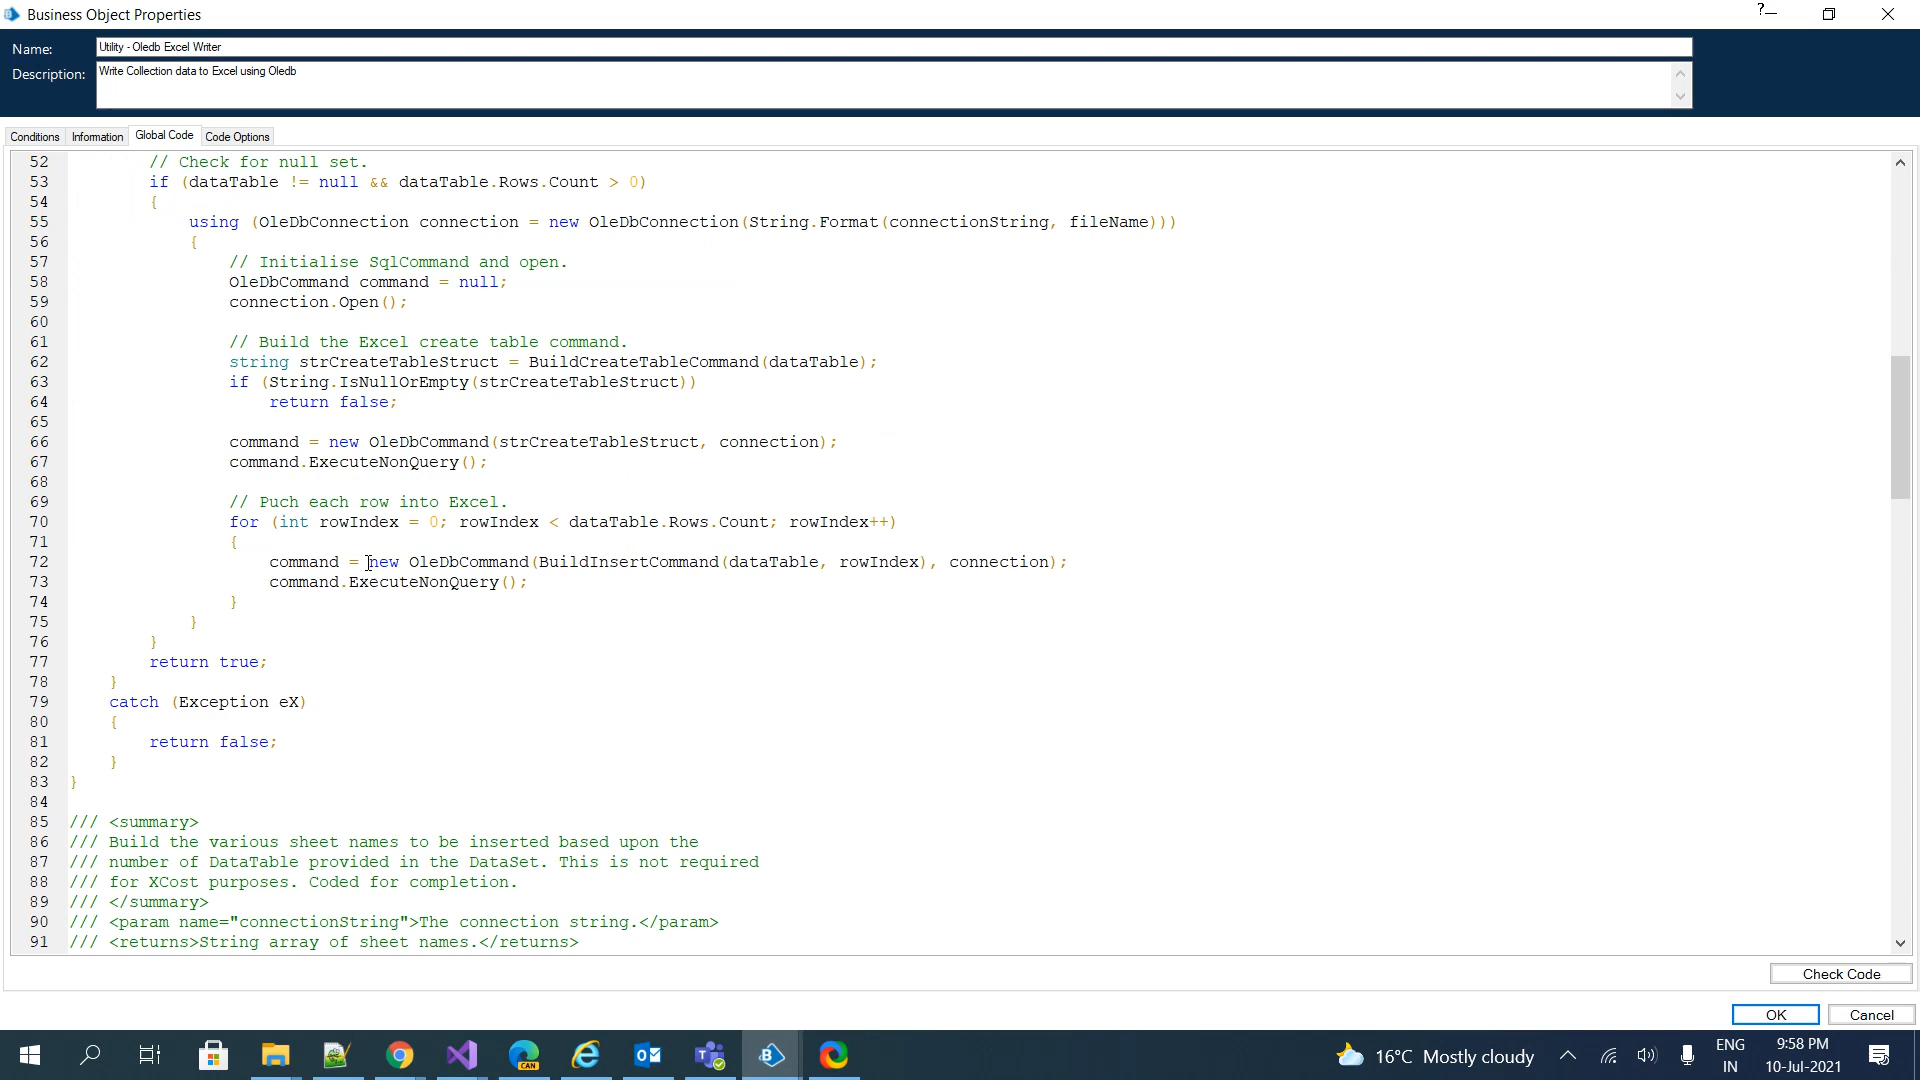 Business Object Properties
?
Name: Utility - Oledb Excel Writer
Description: Write Collection data to Excel using Oledb
Conditions Information Global Code Code Options
52 // Check for null set.
53 if (dataTable != null && dataTable.Rows.Count > 0)
54 {
55 using (OleDbConnection connection = new OleDbConnection(String.Format(connectionString, fileName)))
56 {
57 // Initialise SqlCommand and open.
58 OleDbCommand command = null;
59 connection.Open();
60
61 // Build the Excel create table command.
62 string strCreateTableStruct = BuildCreateTableCommand(dataTable);
63 if (String.IsNullOrEmpty(strCreateTableStruct))
64 return false;
65
66 command = new OleDbCommand(strCreateTableStruct, connection);
67 command.ExecuteNonQuery();
68
69 // Puch each row into Excel.
70 for (int rowIndex = 0; rowIndex < dataTable.Rows.Count; rowIndex++)
71 {
72 command = new OleDbCommand(BuildInsertCommand(dataTable, rowIndex), connection);
73 command.ExecuteNonQuery();
74 }
75 }
76 }
77 return true;
78 }
79 catch (Exception eX)
80 {
81 return false;
82 }
83 }
84
85 /// <summary>
86 /// Build the various sheet names to be inserted based upon the
87 /// number of DataTable provided in the DataSet. This is not required
88 /// for XCost purposes. Coded for completion.
89 /// </summary>
90 /// <param name="connectionString">The connection string.</param>
91 /// <returns>String array of sheet names.</returns>
Check Code
OK Cancel
CAN
16°C Mostly cloudy
ENG
IN
9:58 PM
10-Jul-2021